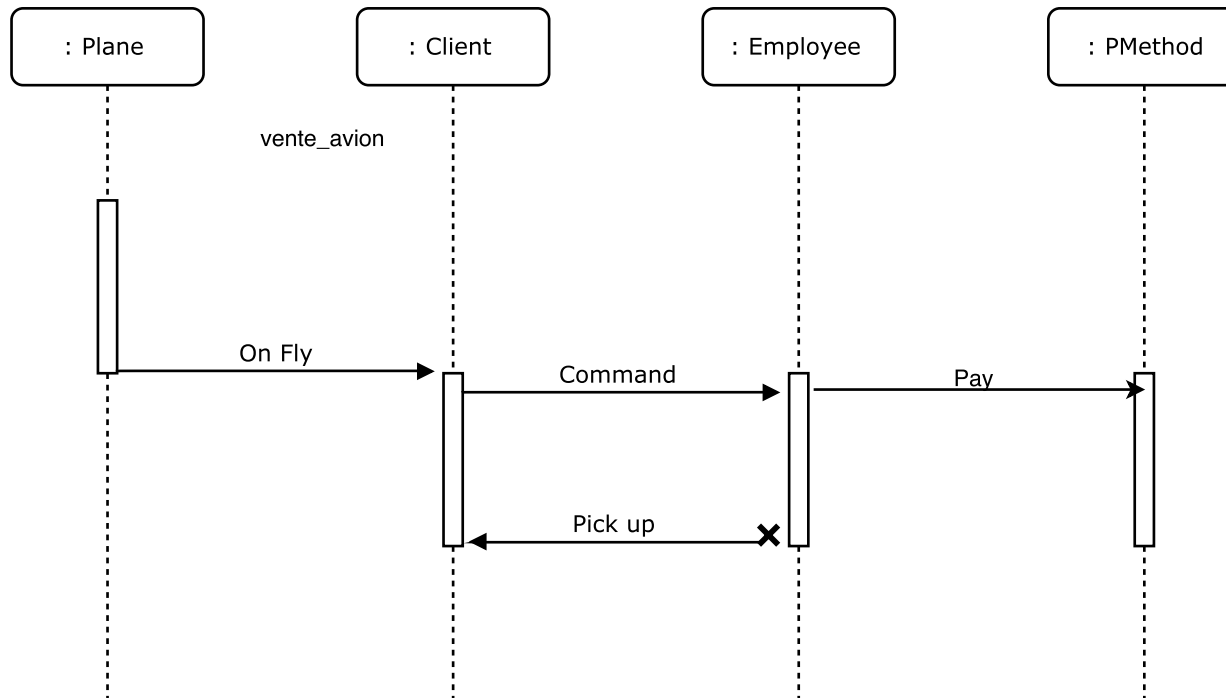 : Plane
: Client
: Employee
: PMethod
vente_avion
On Fly
Command
Pay
Pick up